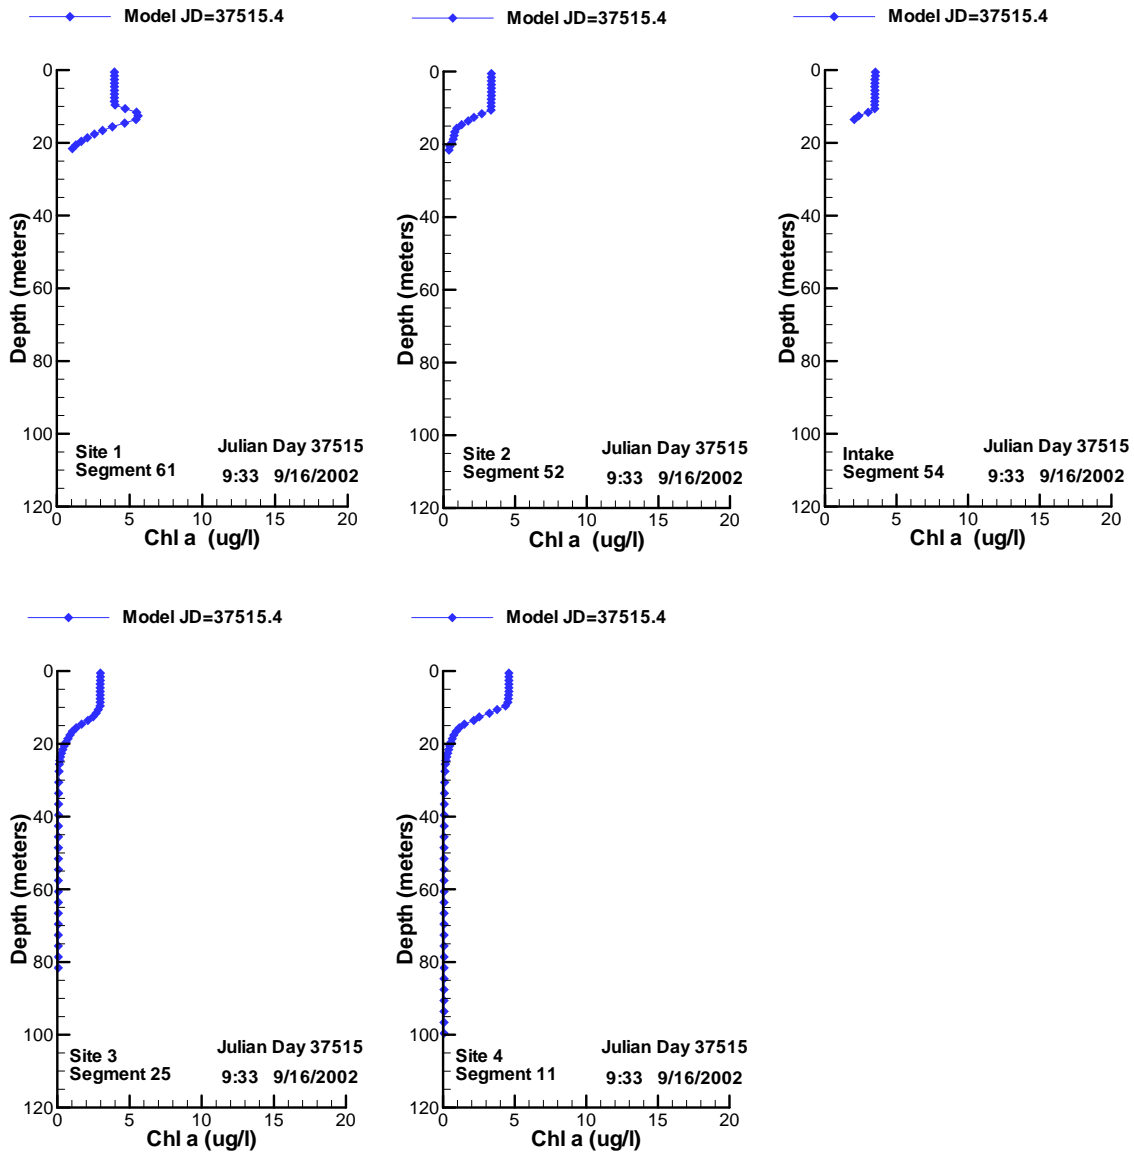 Model JD=37515.4
0
20
40
60
80
100
120
Depth (meters)
Site 1
Segment 61
Julian Day 37515
9:33 9/16/2002
0 5 10 15 20
Chl a (ug/l)
Model JD=37515.4
0
20
40
60
80
100
120
Depth (meters)
Site 2
Segment 52
Julian Day 37515
9:33 9/16/2002
0 5 10 15 20
Chl a (ug/l)
Model JD=37515.4
0
20
40
60
80
100
120
Depth (meters)
Intake
Segment 54
Julian Day 37515
9:33 9/16/2002
0 5 10 15 20
Chl a (ug/l)
Model JD=37515.4
0
20
40
60
80
100
120
Depth (meters)
Site 3
Segment 25
Julian Day 37515
9:33 9/16/2002
0 5 10 15 20
Chl a (ug/l)
Model JD=37515.4
0
20
40
60
80
100
120
Depth (meters)
Site 4
Segment 11
Julian Day 37515
9:33 9/16/2002
0 5 10 15 20
Chl a (ug/l)